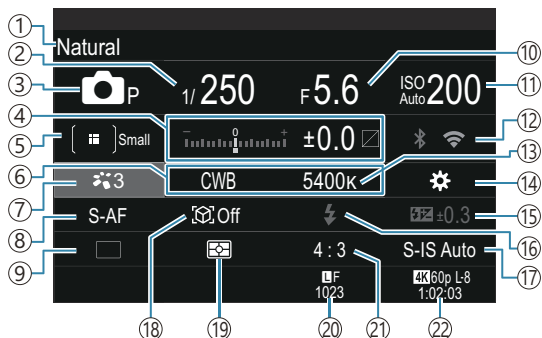 ① Natural
② ⑩
③ P 1/250 F5.6 ISO Auto 200 ⑪
④ ⑫
⑤ Small 0 − + ±0.0
⑥ CWB 5400K ⑬
⑦ 3 ⑭
⑧ S-AF Off ±0.3 ⑮
⑨ 4 : 3 S-IS Auto ⑯
⑰
LF 4K 60p L-8
1023 1:02:03
⑱ ⑲ ⑳ ㉑ ㉒